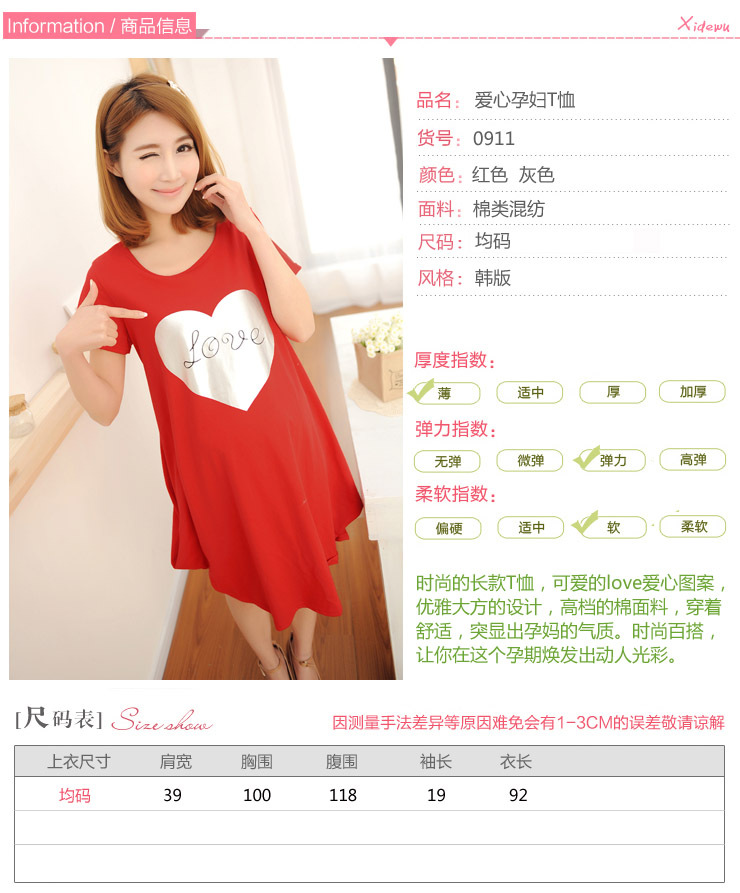 Information / 商品信息
Xidewu
品名：爱心孕妇T恤
货号：0911
颜色：红色 灰色
面料：棉类混纺
尺码：均码
风格：韩版
Love
厚度指数：
薄 适中 厚 加厚
弹力指数：
无弹 微弹 弹力 高弹
柔软指数：
偏硬 适中 软 柔软
时尚的长款T恤，可爱的love爱心图案，
优雅大方的设计，高档的棉面料，穿着
舒适，突显出孕妈的气质。时尚百搭，
让你在这个孕期焕发出动人光彩。
[尺码表] Size show
因测量手法差异等原因难免会有1-3CM的误差敬请谅解
上衣尺寸 肩宽 胸围 腹围 袖长 衣长
均码 39 100 118 19 92